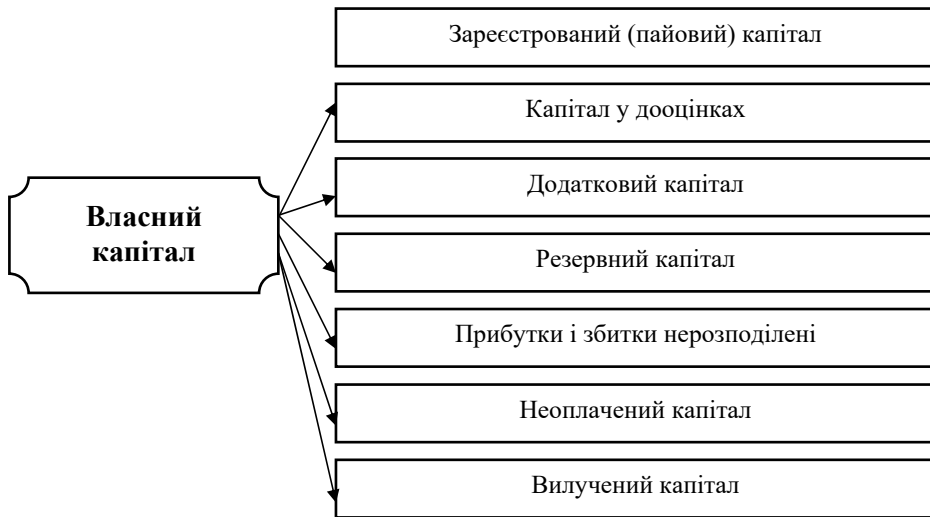 Зареєстрований (пайовий) капітал
Капітал у дооцінках
Додатковий капітал
Власний
капітал
Резервний капітал
Прибутки і збитки нерозподілені
Неоплачений капітал
Вилучений капітал